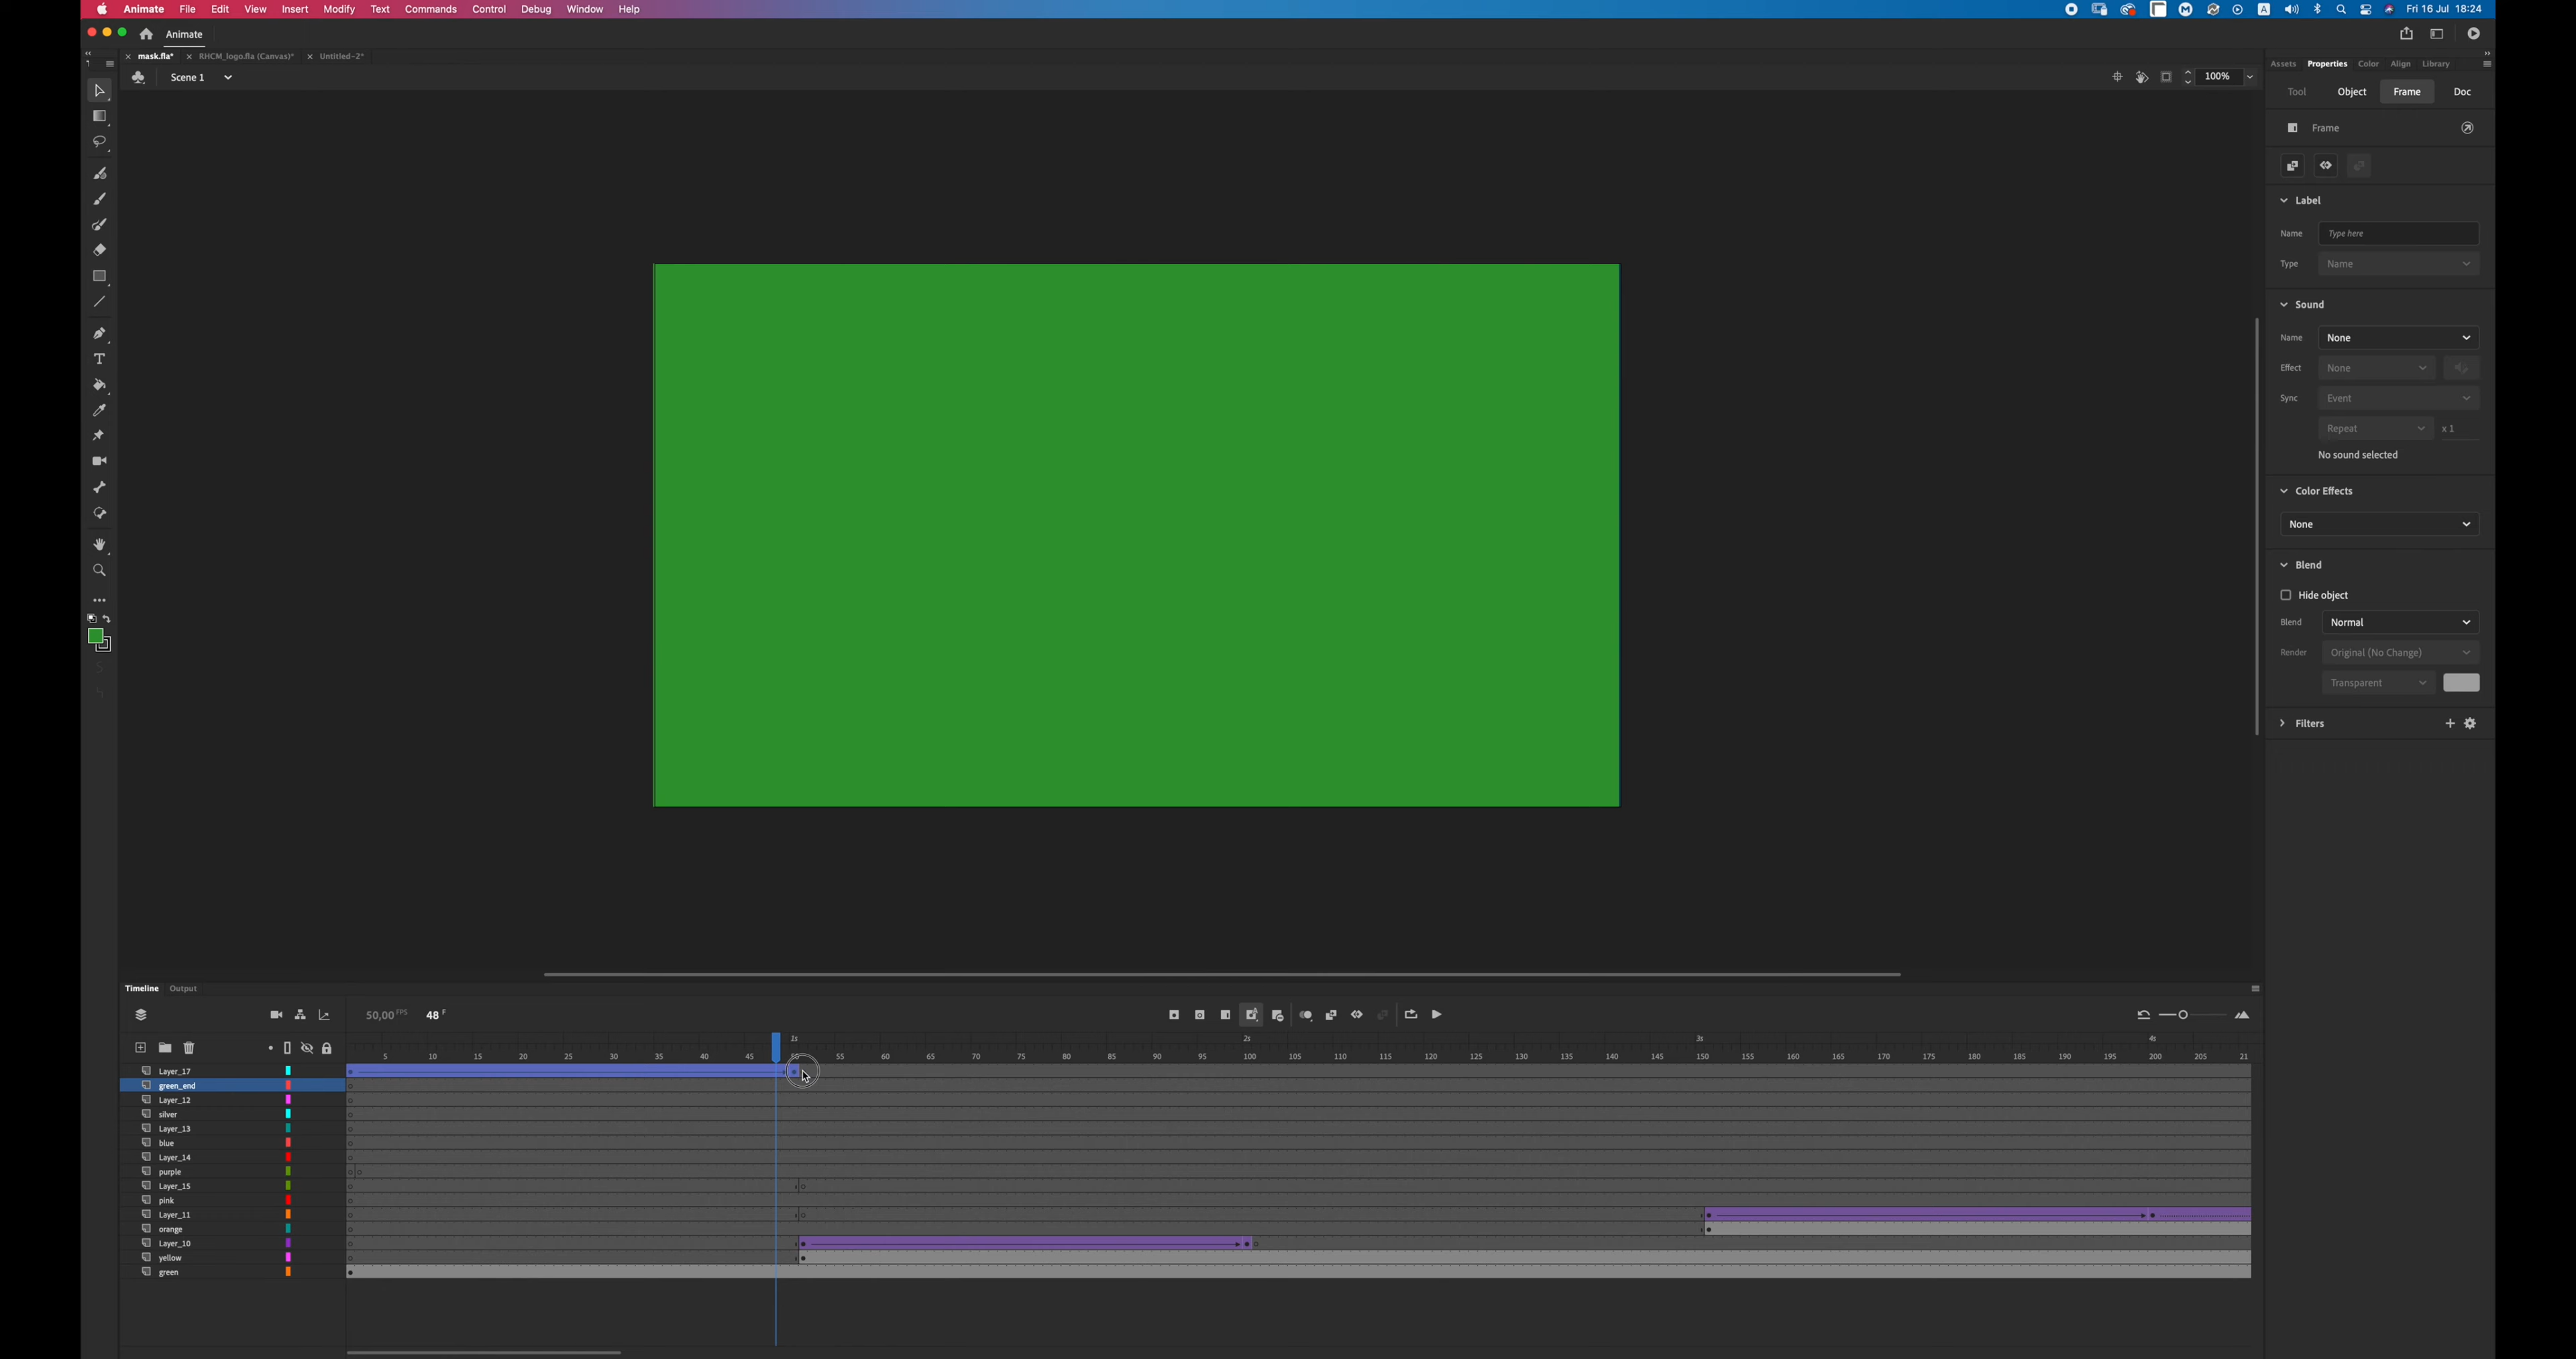 Animate File Edit View Insert Modify Text Commands Control Debug Window Help A Fri 16 Jul 18:24
Animate
mask.fla* RHCM_logo.fla (Canvas)* Untitled-2*
Assets Properties Color Align Library
Scene 1 100%
Tool Object Frame Doc
Frame
Label
Name Type here
Type Name
Sound
Name None
Effect None
Sync Event
Repeat x 1
No sound selected
Color Effects
None
Blend
Hide object
Blend Normal
Render Original (No Change)
Transparent
Filters
Timeline Output
50,00 FPS 48 F
1s 2s 3s 4s
5 10 15 20 25 30 35 40 45 50 55 60 65 70 75 80 85 90 95 100 105 110 115 120 125 130 135 140 145 150 155 160 165 170 175 180 185 190 195 200 205 21
Layer_17
green_end
Layer_12
silver
Layer_13
blue
Layer_14
purple
Layer_15
pink
Layer_11
orange
Layer_10
yellow
green